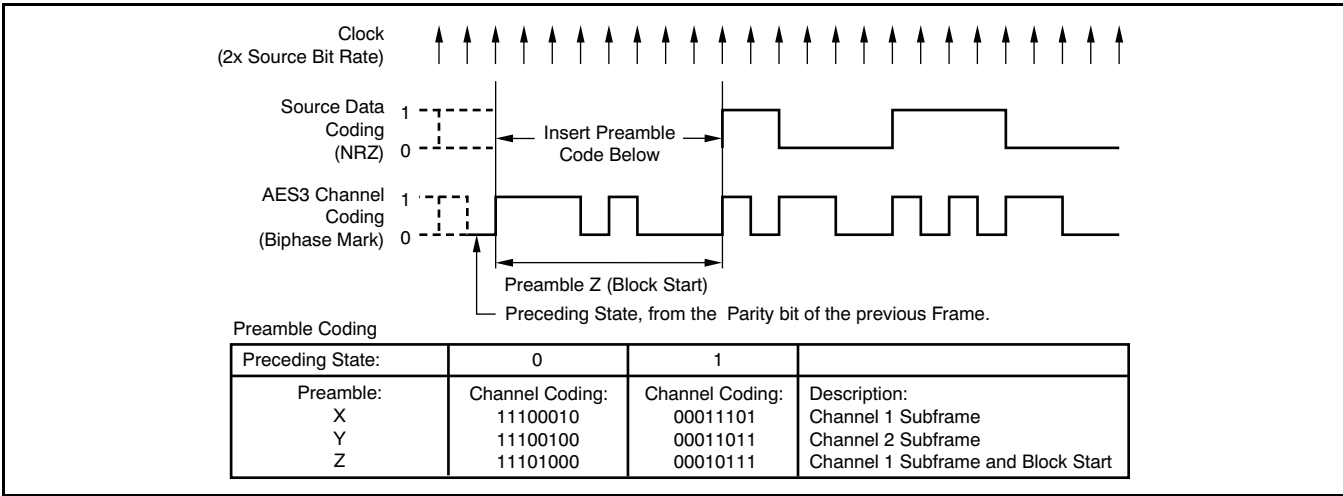 Clock
(2x Source Bit Rate)
Source Data
Coding
(NRZ)
1
0
Insert Preamble
Code Below
AES3 Channel
Coding
(Biphase Mark)
1
0
Preamble Z (Block Start)
Preceding State, from the Parity bit of the previous Frame.
Preamble Coding
Preceding State: 0 1
Preamble: Channel Coding: Channel Coding: Description:
X 11100010 00011101 Channel 1 Subframe
Y 11100100 00011011 Channel 2 Subframe
Z 11101000 00010111 Channel 1 Subframe and Block Start